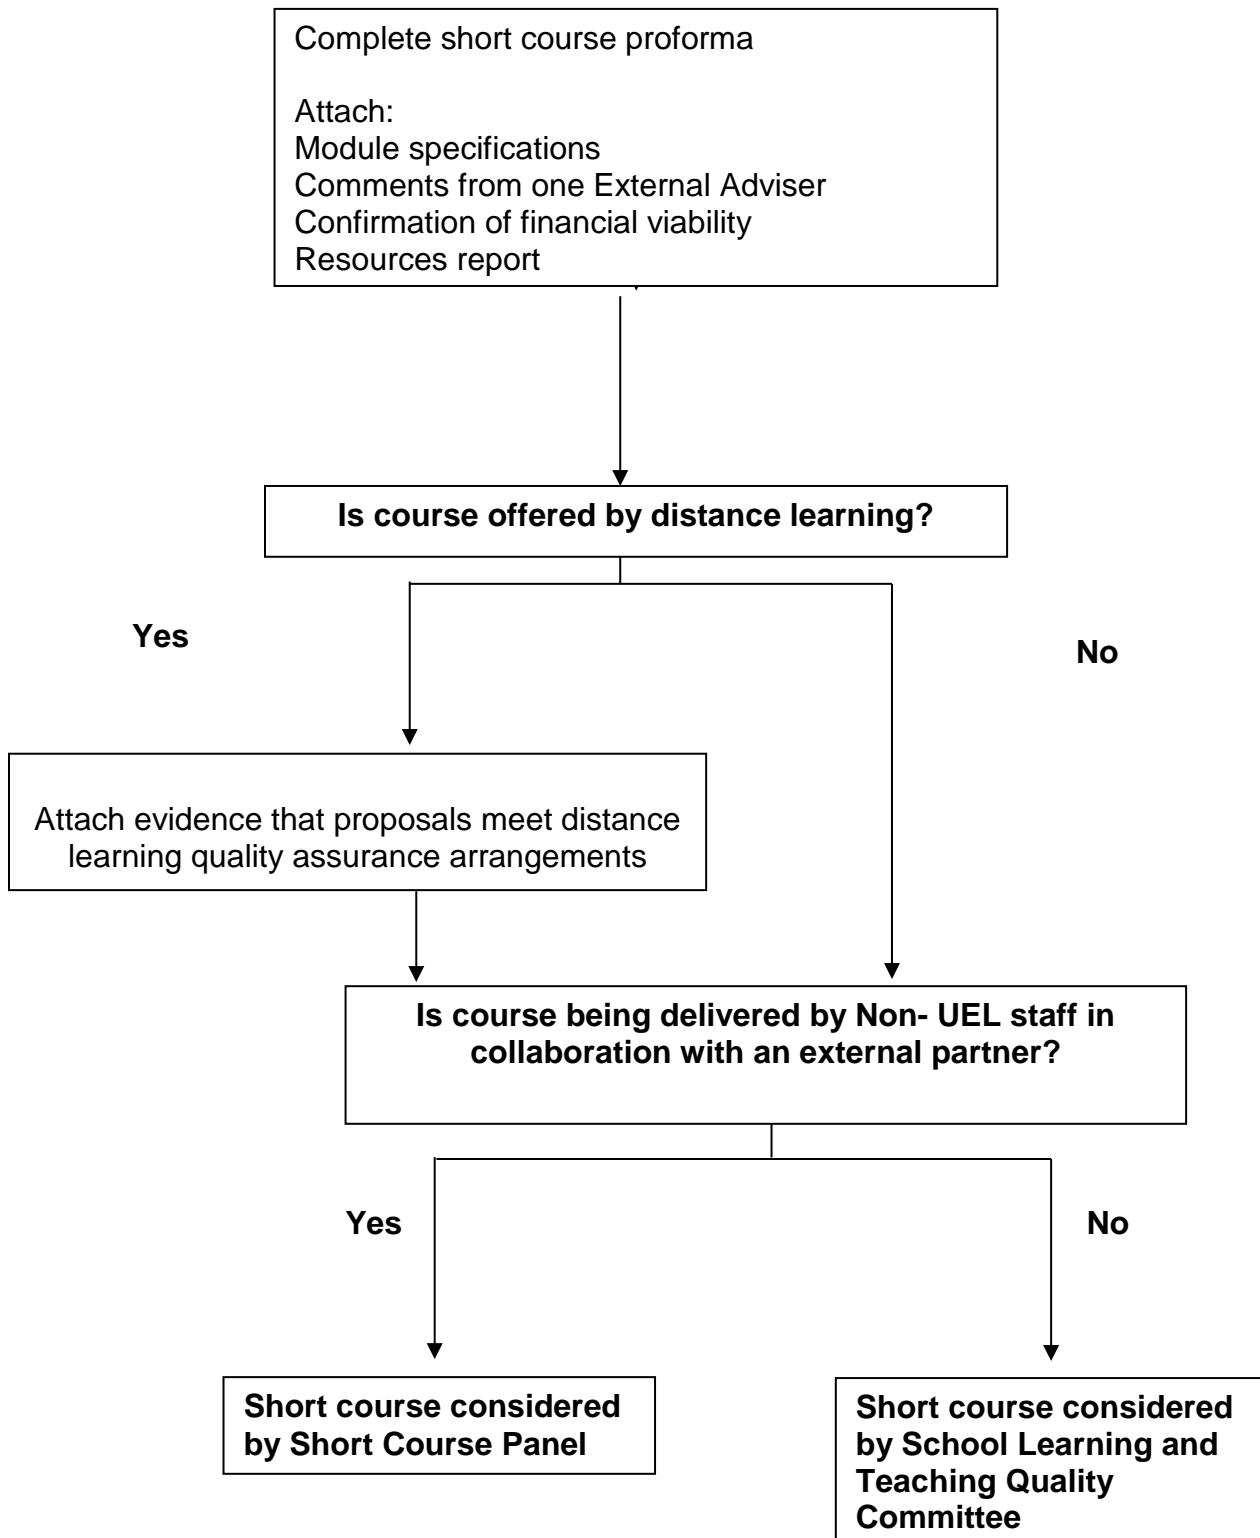 Complete short course proforma
Attach:
Module specifications
Comments from one External Adviser
Confirmation of financial viability
Resources report
Is course offered by distance learning?
Yes
No
Attach evidence that proposals meet distance
learning quality assurance arrangements
Is course being delivered by Non- UEL staff in
collaboration with an external partner?
Yes
No
Short course considered
by Short Course Panel
Short course considered
by School Learning and
Teaching Quality
Committee